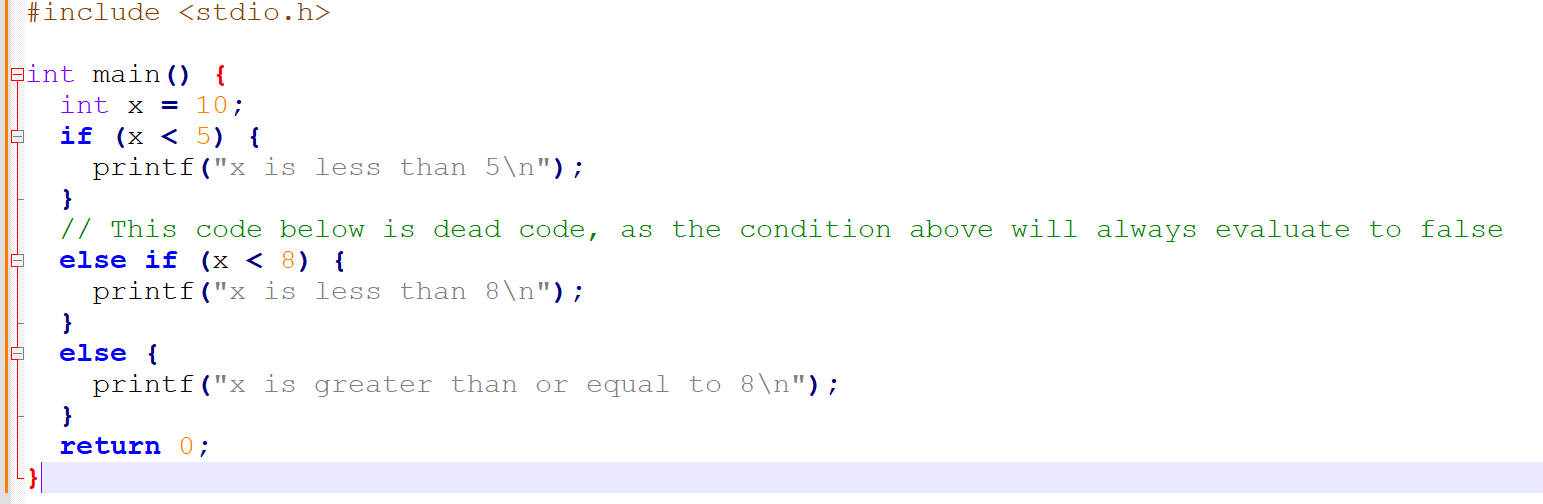 #include <stdio.h>
int main() {
int x = 10;
if (x < 5) {
printf("x is less than 5\n");
}
// This code below is dead code, as the condition above will always evaluate to false
else if (x < 8) {
printf("x is less than 8\n");
}
else {
printf("x is greater than or equal to 8\n");
}
return 0;
}